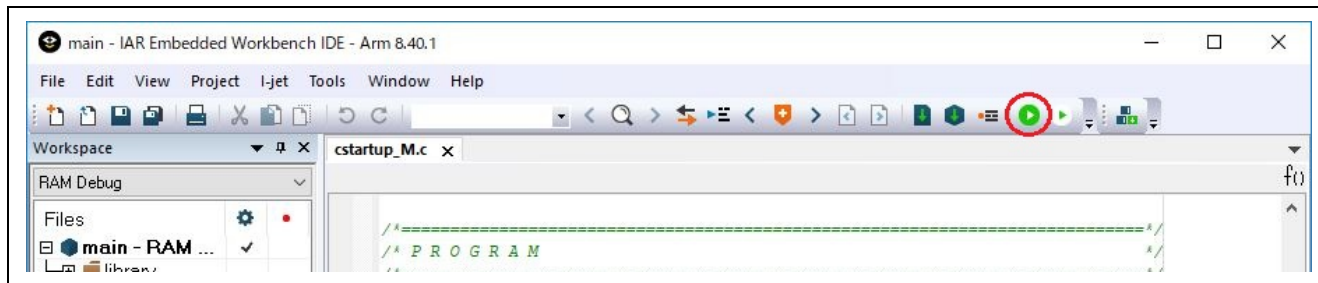 main - IAR Embedded Workbench IDE - Arm 8.40.1
File Edit View Project I-jet Tools Window Help
Workspace
cstartup_M.c
RAM Debug
f()
Files
main - RAM ...
/*============================================================================*/
/* P R O G R A M */
library